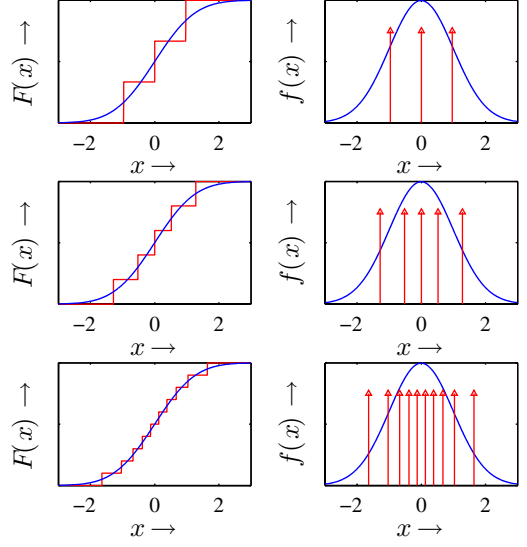 F(x) →
−2 0 2
x →
f(x) →
−2 0 2
x →
F(x) →
−2 0 2
x →
f(x) →
−2 0 2
x →
F(x) →
−2 0 2
x →
f(x) →
−2 0 2
x →